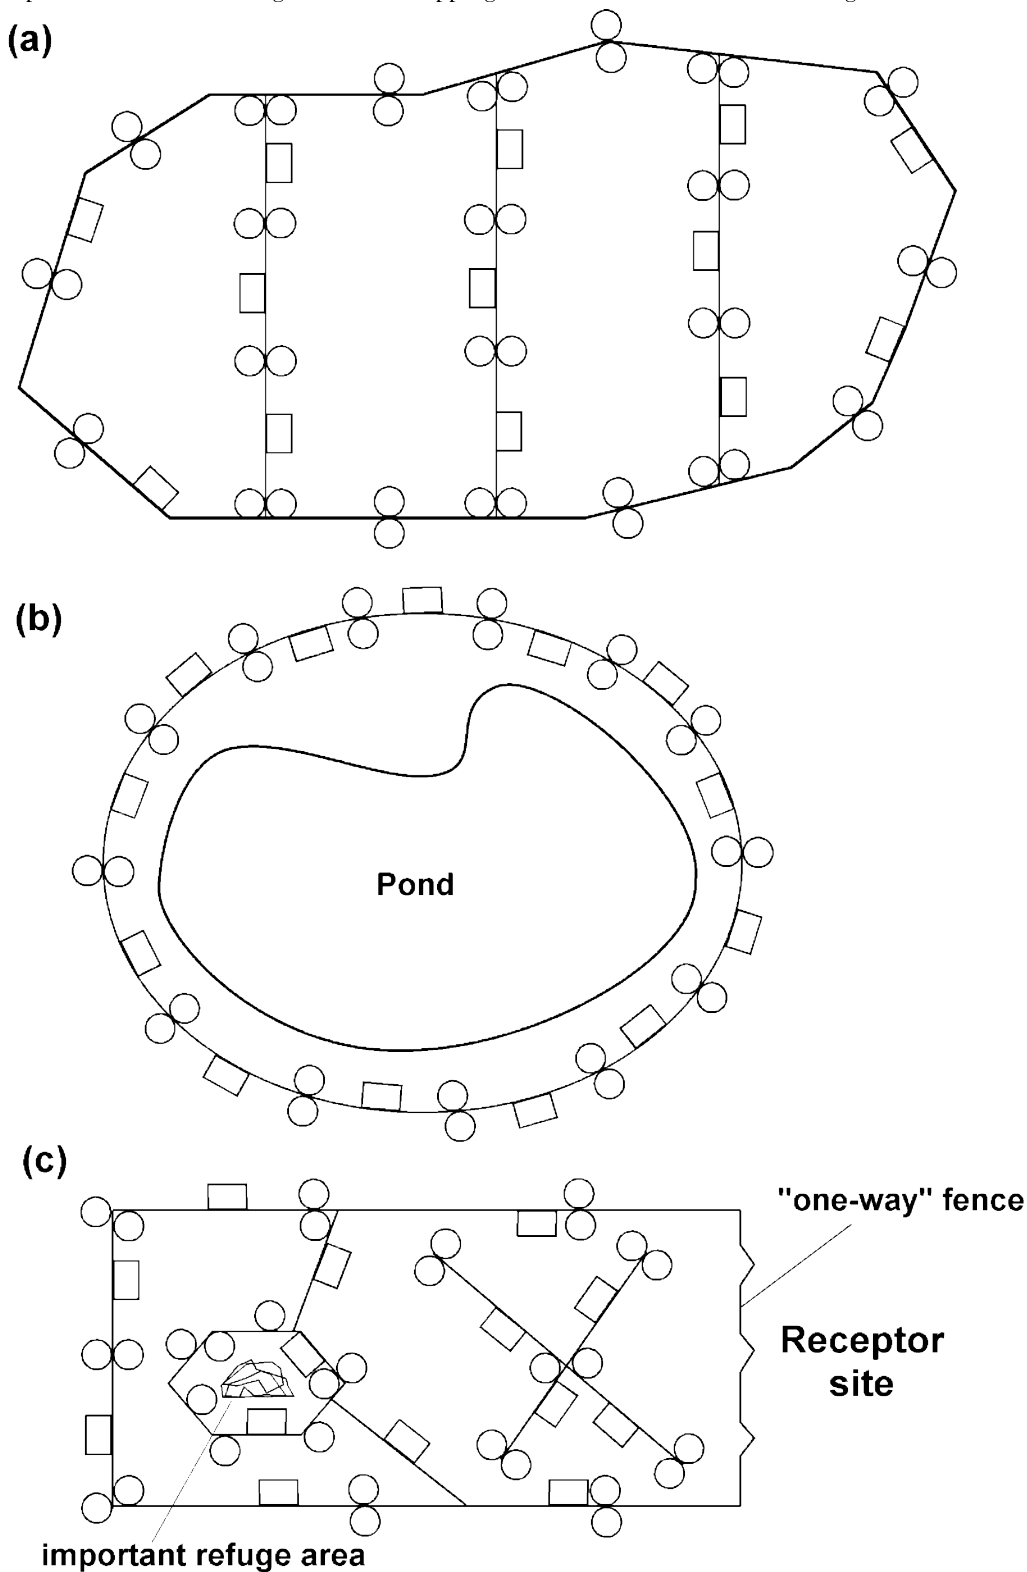 (a)
(b)
Pond
(c)
"one-way" fence
Receptor
site
important refuge area